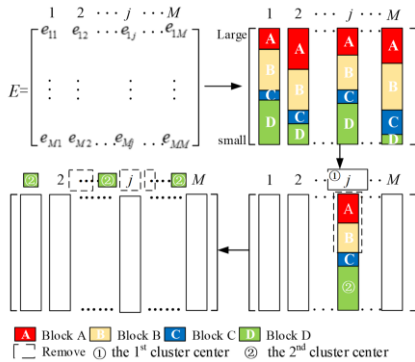 1 2 j M
e11 e12 ... e1j ... e1M
E=
eM1 eM2 ... eMj ... eMM
Large
small
1 2 ... j ... M
A A A A
B B B B
C C C C
D D D D
② 2 ② j ② M
1 2 ① j M
A
B
C
②
Block A Block B Block C Block D
Remove ① the 1st cluster center ② the 2nd cluster center